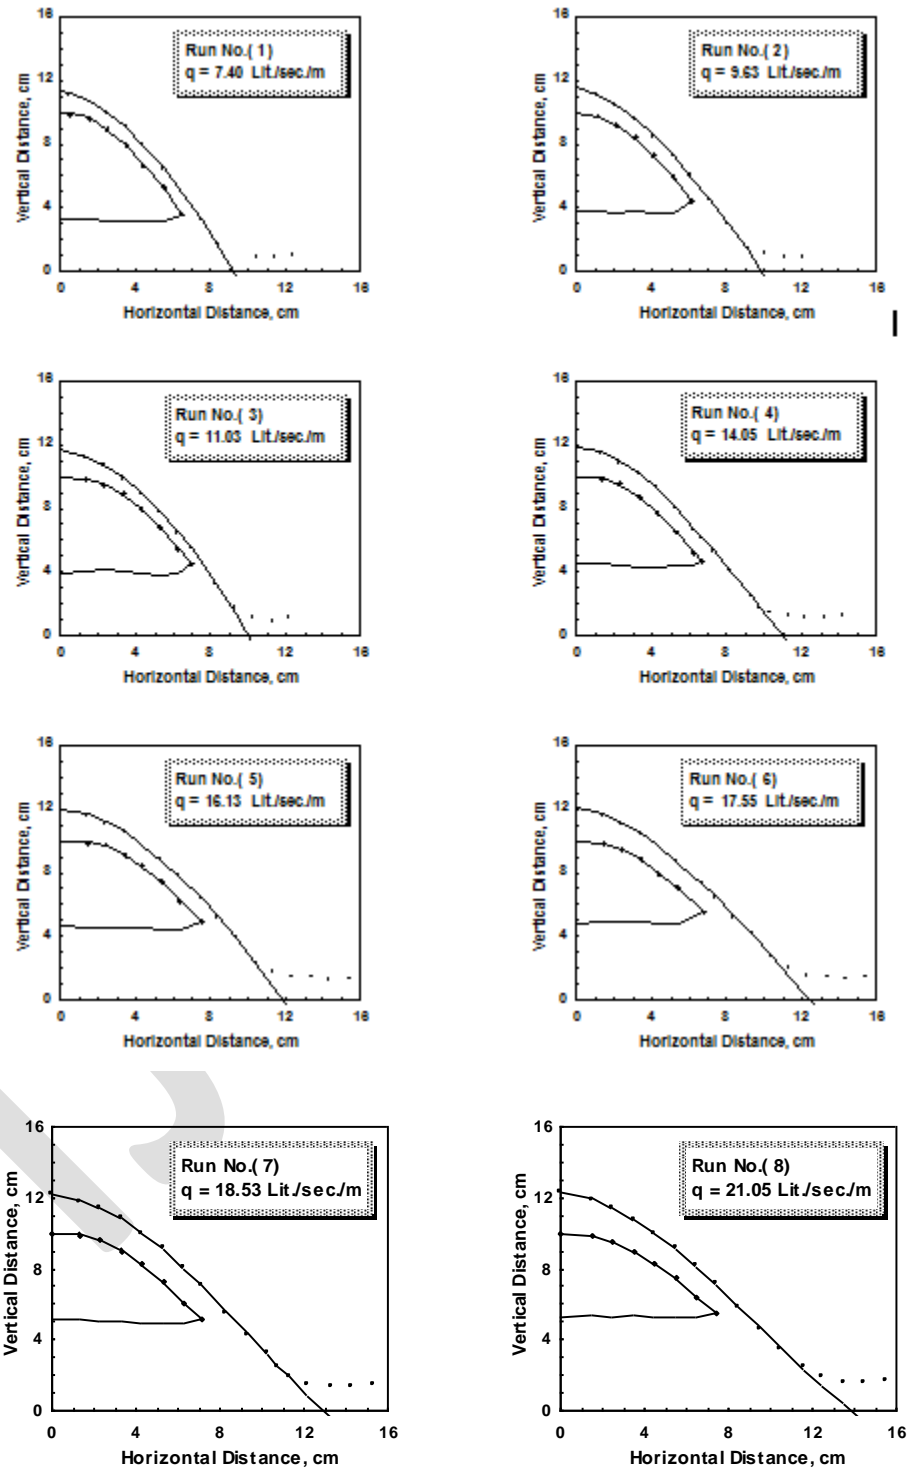 16
12
8
4
0
Vertical Distance, cm
Run No.( 1)
q = 7.40 Lit./sec./m
0 4 8 12 16
Horizontal Distance, cm
16
12
8
4
0
Vertical Distance, cm
Run No.( 2)
q = 9.63 Lit./sec./m
0 4 8 12 16
Horizontal Distance, cm
16
12
8
4
0
Vertical Distance, cm
Run No.( 3)
q = 11.03 Lit./sec./m
0 4 8 12 16
Horizontal Distance, cm
16
12
8
4
0
Vertical Distance, cm
Run No.( 4)
q = 14.05 Lit./sec./m
0 4 8 12 16
Horizontal Distance, cm
16
12
8
4
0
Vertical Distance, cm
Run No.( 5)
q = 16.13 Lit./sec./m
0 4 8 12 16
Horizontal Distance, cm
16
12
8
4
0
Vertical Distance, cm
Run No.( 6)
q = 17.55 Lit./sec./m
0 4 8 12 16
Horizontal Distance, cm
16
12
8
4
0
Vertical Distance, cm
Run No.( 7)
q = 18.53 Lit./sec./m
0 4 8 12 16
Horizontal Distance, cm
16
12
8
4
0
Vertical Distance, cm
Run No.( 8)
q = 21.05 Lit./sec./m
0 4 8 12 16
Horizontal Distance, cm